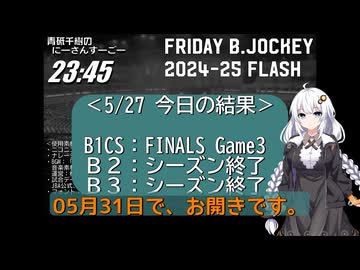 青砥千樹の
にーさんすーごー
23:45
FRIDAY B.JOCKEY
2024-25 FLASH
<5/27 今日の結果>
B1CS：FINALS Game3
B２：シーズン終了
B３：シーズン終了
05月31日で、お開きです。